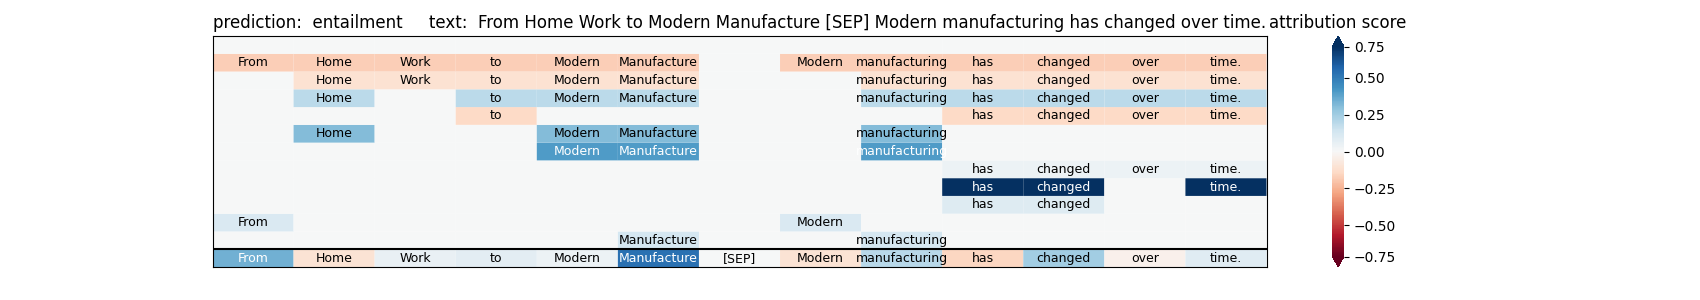 prediction:  entailment     text:  From Home Work to Modern Manufacture [SEP] Modern manufacturing has changed over time. attribution score
From Home Work to Modern Manufacture Modern manufacturing has changed over time. 0.75
Home Work to Modern Manufacture manufacturing has changed over time. 0.50
Home to Modern Manufacture manufacturing has changed over time.
to has changed over time. 0.25
Home Modern Manufacture manufacturing
Modern Manufacture manufacturing 0.00
has changed over time.
has changed time. −0.25
has changed
From Modern −0.50
Manufacture manufacturing
From Home Work to Modern Manufacture [SEP] Modern manufacturing has changed over time. −0.75